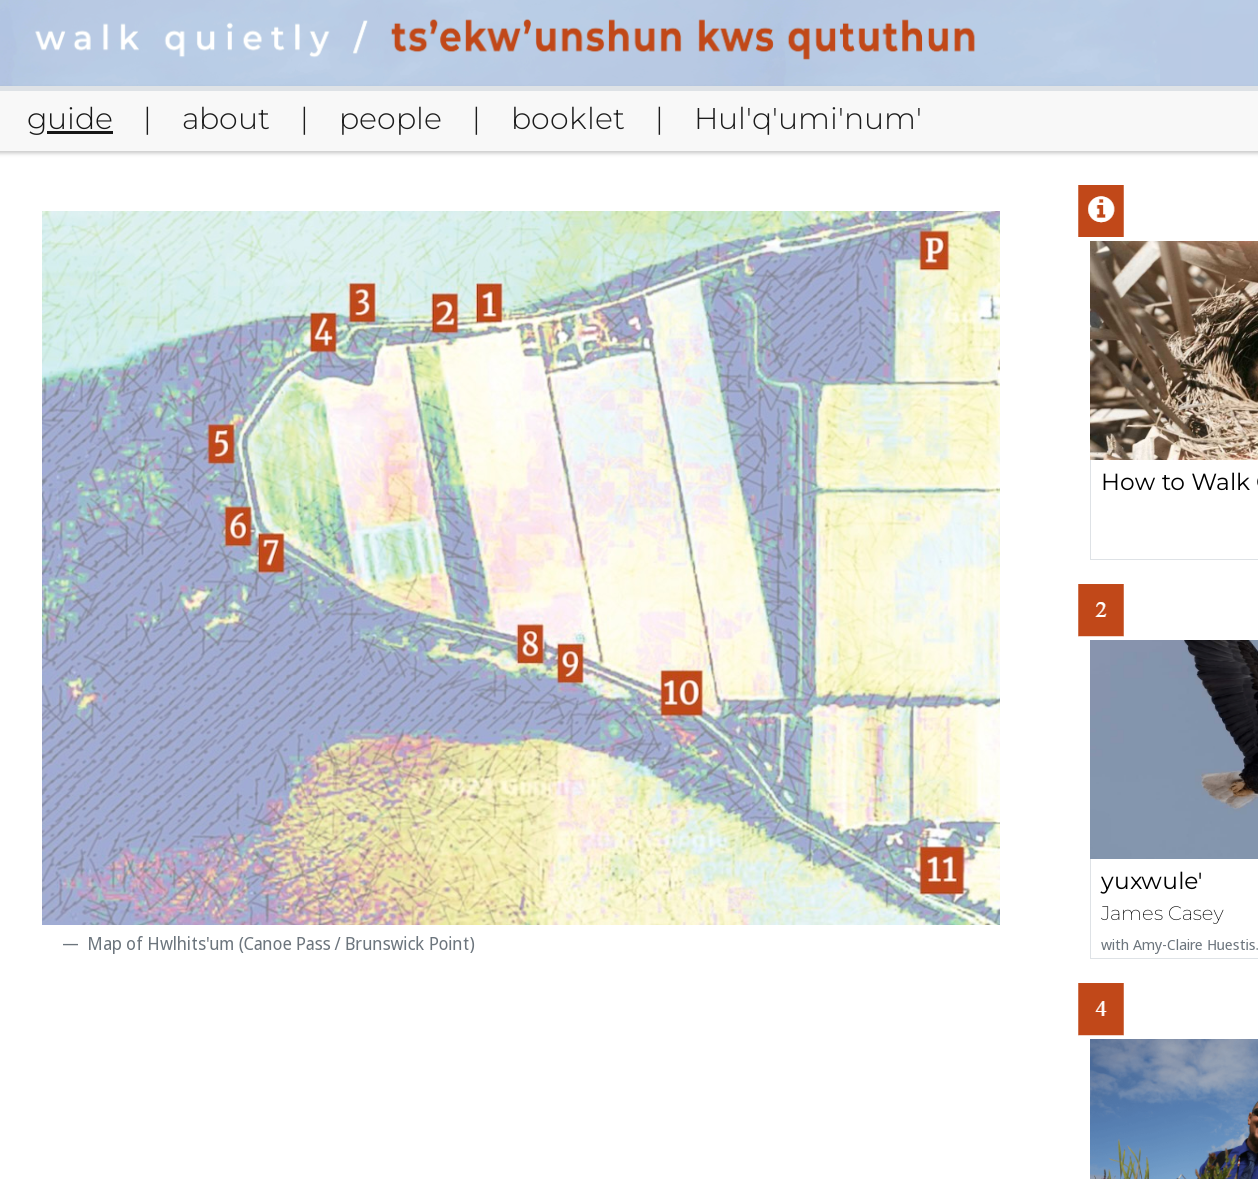 walk quietly / ts’ekw’unshun kws qututhun
guide | about | people | booklet | Hul'q'umi'num'
P
3
1
2
4
5
6
7
8
9
10
11
— Map of Hwlhits'um (Canoe Pass / Brunswick Point)
How to Walk
2
yuxwule'
James Casey
with Amy-Claire Huestis.
4